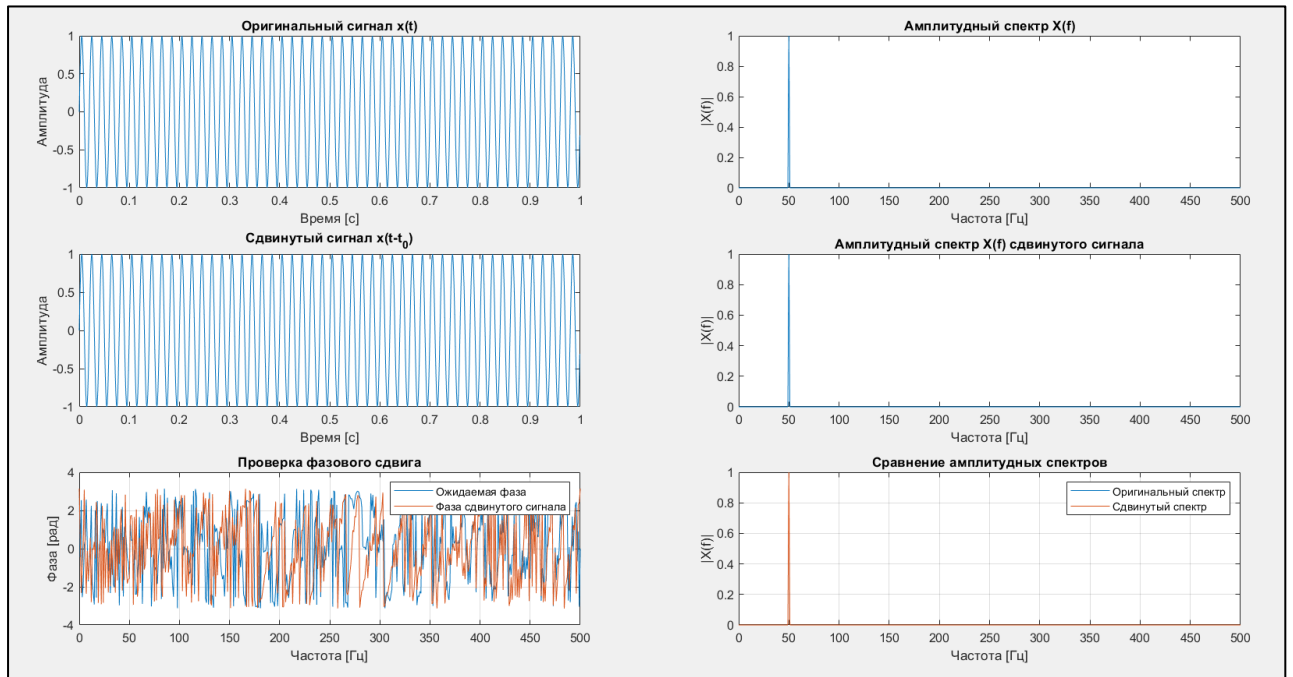 Оригинальный сигнал x(t)
Амплитуда
1
0.5
0
-0.5
-1
0 0.1 0.2 0.3 0.4 0.5 0.6 0.7 0.8 0.9 1
Время [с]
Амплитудный спектр X(f)
|X(f)|
1
0.8
0.6
0.4
0.2
0
0 50 100 150 200 250 300 350 400 450 500
Частота [Гц]
Сдвинутый сигнал x(t-t₀)
Амплитуда
1
0.5
0
-0.5
-1
0 0.1 0.2 0.3 0.4 0.5 0.6 0.7 0.8 0.9 1
Время [с]
Амплитудный спектр X(f) сдвинутого сигнала
|X(f)|
1
0.8
0.6
0.4
0.2
0
0 50 100 150 200 250 300 350 400 450 500
Частота [Гц]
Проверка фазового сдвига
Фаза [рад]
4
2
0
-2
-4
Ожидаемая фаза
Фаза сдвинутого сигнала
0 50 100 150 200 250 300 350 400 450 500
Частота [Гц]
Сравнение амплитудных спектров
|X(f)|
1
0.8
0.6
0.4
0.2
0
Оригинальный спектр
Сдвинутый спектр
0 50 100 150 200 250 300 350 400 450 500
Частота [Гц]